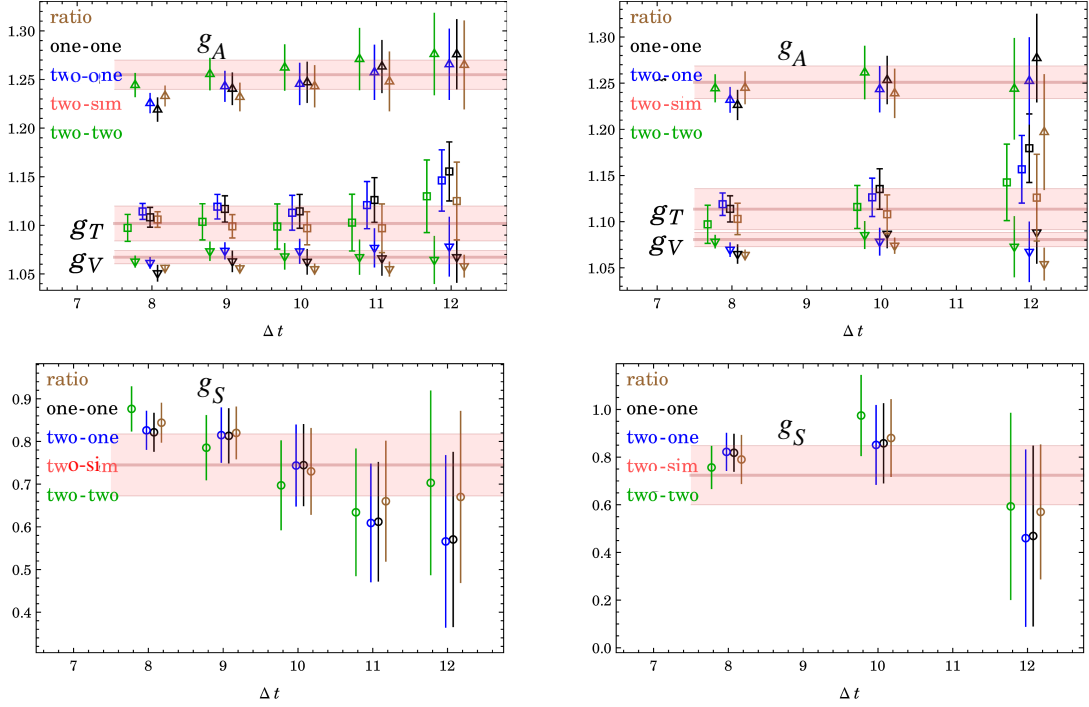 ratio
one-one
two-one
two-sim
two-two
g_A
g_T
g_V
1.30
1.25
1.20
1.15
1.10
1.05
7 8 9 10 11 12
Δ t
ratio
one-one
two-one
two-sim
two-two
g_A
g_T
g_V
1.30
1.25
1.20
1.15
1.10
1.05
7 8 9 10 11 12
Δ t
ratio
one-one
two-one
two-sim
two-two
g_S
0.9
0.8
0.7
0.6
0.5
0.4
7 8 9 10 11 12
Δ t
ratio
one-one
two-one
two-sim
two-two
g_S
1.0
0.8
0.6
0.4
0.2
0.0
7 8 9 10 11 12
Δ t